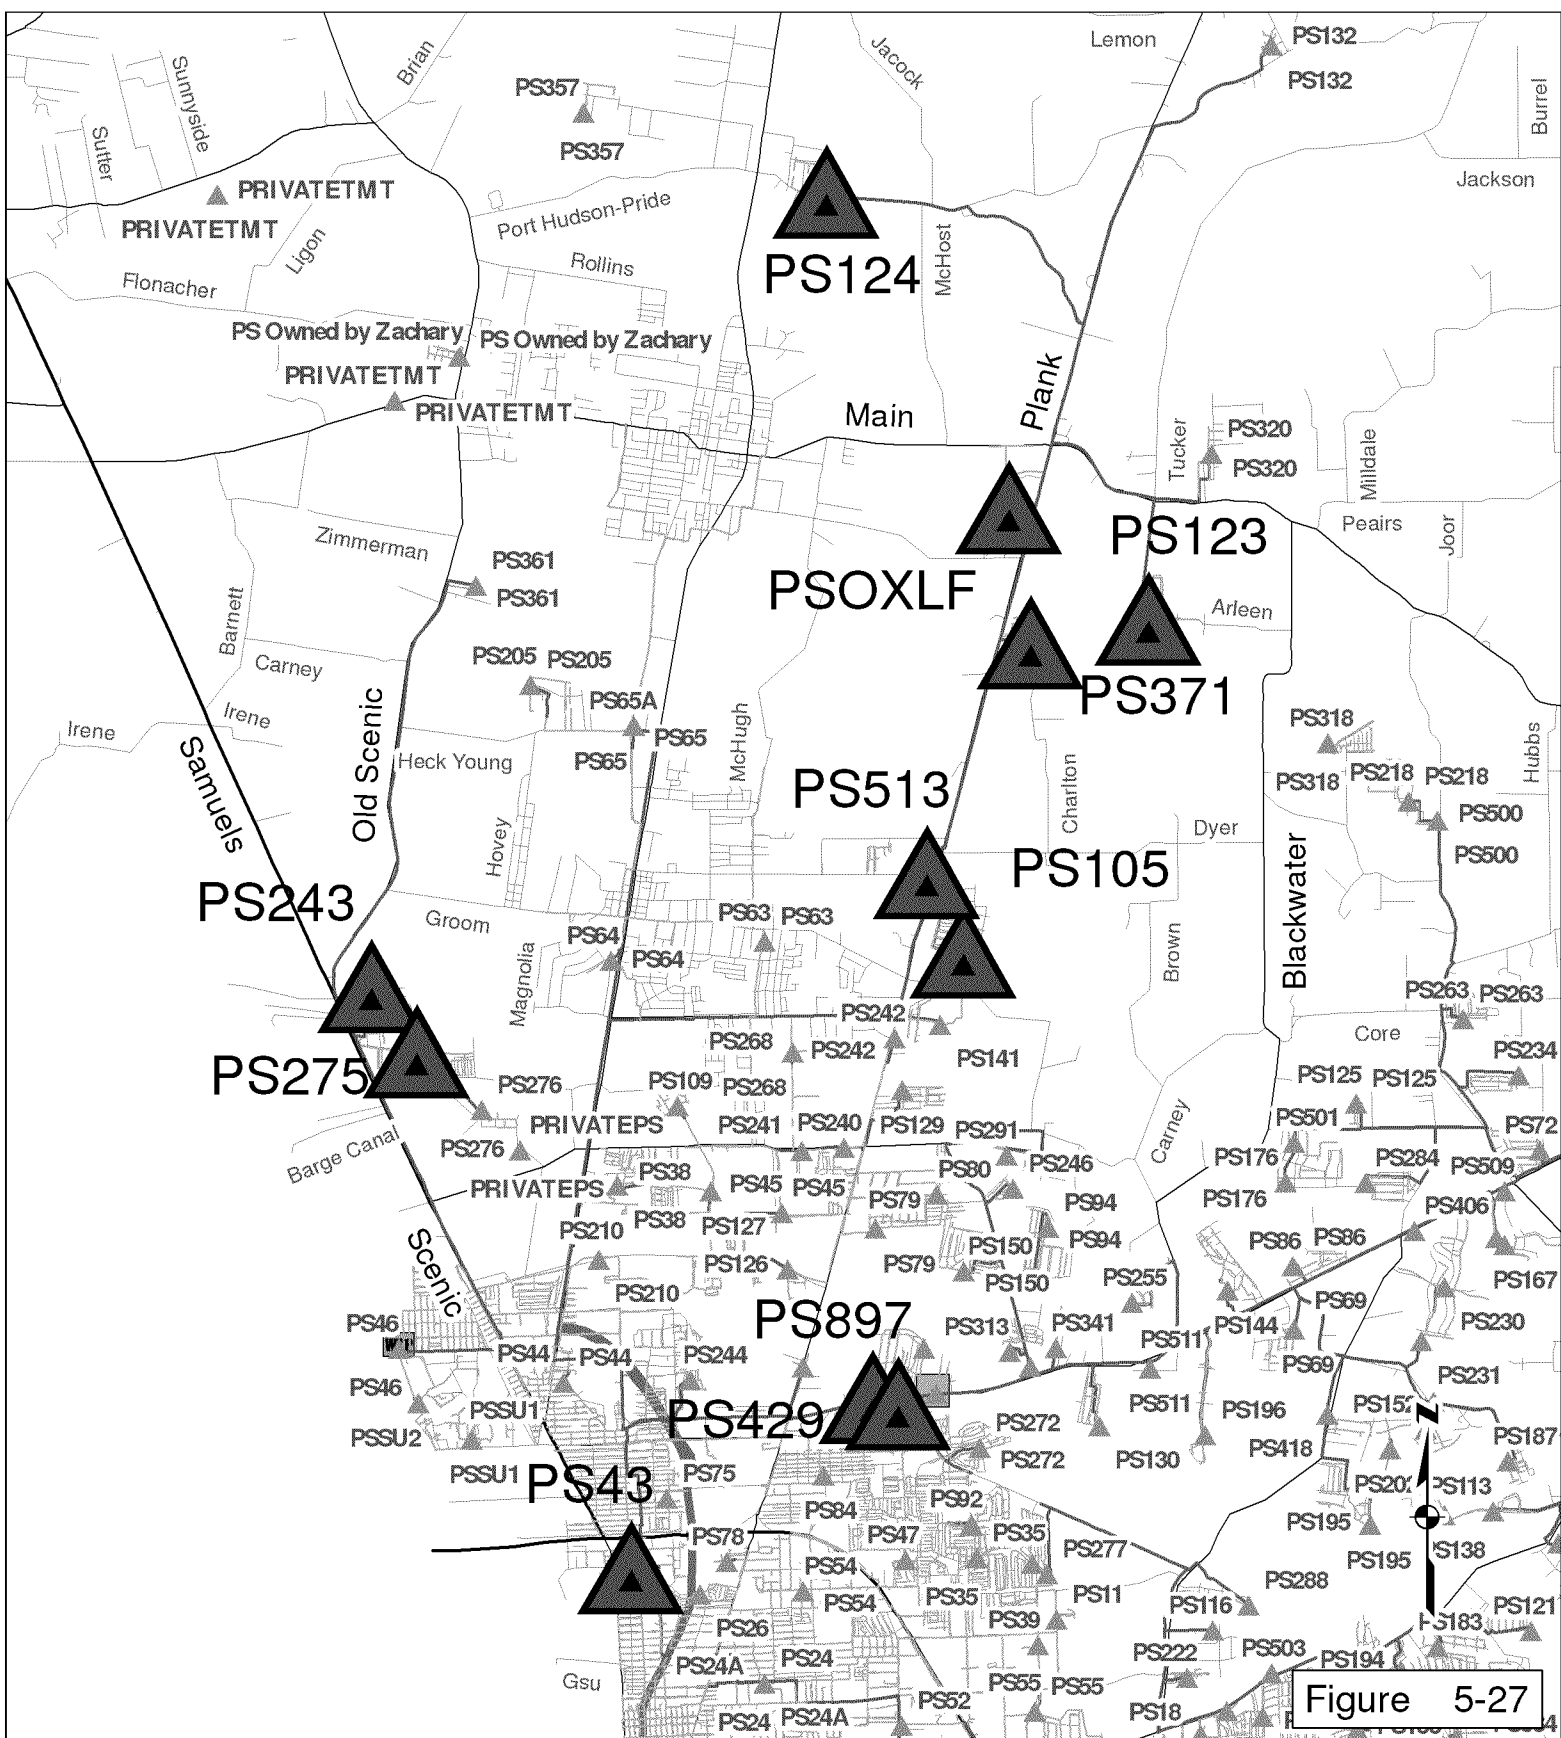 Lemon
PS132
PS132
Jacock
Brian
Sunnyside
Sutter
Burrel
PS357
PS357
Jackson
PRIVATETMT
PRIVATETMT
Port Hudson-Pride
Ligon
Rollins
Flonacher
PS124
McHost
PS Owned by Zachary
PS Owned by Zachary
PRIVATETMT
PRIVATETMT
Main
Plank
Tucker
PS320
PS320
Milldale
Peairs
Joor
Zimmerman
PS123
PS361
PS361
PSOXLF
Arleen
Barnett
Carney
PS205
PS205
PS65A
PS371
Irene
Irene
PS65
PS65
Old Scenic
Heck Young
McHugh
PS318
PS318
PS218
PS218
Hubbs
Samuels
PS513
Charlton
Dyer
PS500
PS500
Hovey
PS105
Blackwater
PS243
Groom
PS63
PS63
PS64
PS64
Magnolia
Brown
PS263
PS263
PS242
PS242
PS268
PS268
PS141
Core
PS234
PS275
PS276
PS276
PS109
PS125
PS125
PRIVATEPS
PS241
PS240
PS129
PS291
PS501
PS72
Barge Canal
Carney
PS38
PS80
PS246
PS176
PS176
PS284
PS509
PRIVATEPS
PS45
PS45
PS79
PS94
PS94
PS406
PS210
PS38
PS127
PS150
PS150
PS86
PS86
Scenic
PS126
PS79
PS255
PS167
PS210
PS897
PS313
PS341
PS511
PS144
PS69
PS230
PS46
PS44
PS44
PS244
PS69
PS231
PS46
PSSU1
PS429
PS272
PS511
PS196
PS152
N
PSSU2
PS272
PS130
PS418
PS187
PSSU1
PS43
PS75
PS84
PS92
PS113
PS78
PS47
PS35
PS277
PS195
PS195
PS138
PS54
PS54
PS35
PS11
PS288
PS116
PS26
PS39
PS121
PS183
PS24A
PS24
PS222
PS503
PS194
Gsu
PS55
PS55
PS52
PS18
PS24
PS24A
Figure 5-27